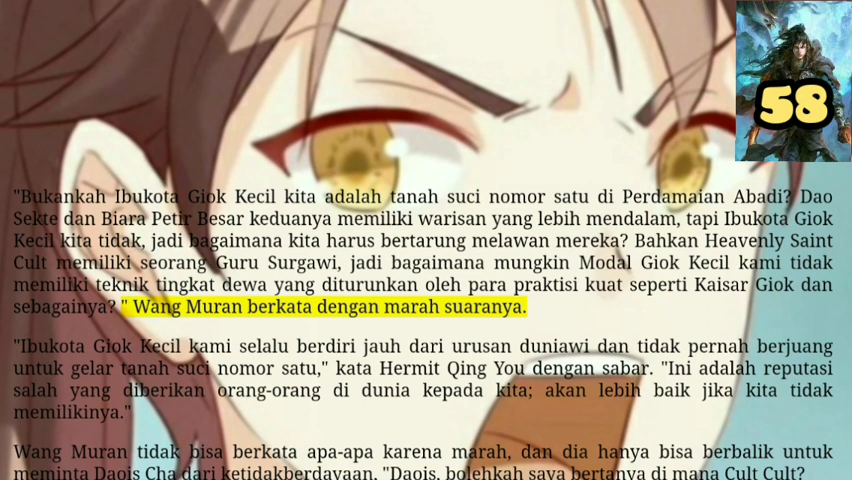 58
"Bukankah Ibukota Giok Kecil kita adalah tanah suci nomor satu di Perdamaian Abadi? Dao
Sekte dan Biara Petir Besar keduanya memiliki warisan yang lebih mendalam, tapi Ibukota Giok
Kecil kita tidak, jadi bagaimana kita harus bertarung melawan mereka? Bahkan Heavenly Saint
Cult memiliki seorang Guru Surgawi, jadi bagaimana mungkin Modal Giok Kecil kami tidak
memiliki teknik tingkat dewa yang diturunkan oleh para praktisi kuat seperti Kaisar Giok dan
sebagainya? " Wang Muran berkata dengan marah suaranya.
"Ibukota Giok Kecil kami selalu berdiri jauh dari urusan duniawi dan tidak pernah berjuang
untuk gelar tanah suci nomor satu," kata Hermit Qing You dengan sabar. "Ini adalah reputasi
salah yang diberikan orang-orang di dunia kepada kita; akan lebih baik jika kita tidak
memilikinya."
Wang Muran tidak bisa berkata apa-apa karena marah, dan dia hanya bisa berbalik untuk
meminta Daois Cha dari ketidakberdayaan, "Daois, bolehkah saya bertanya di mana Cult Cult?